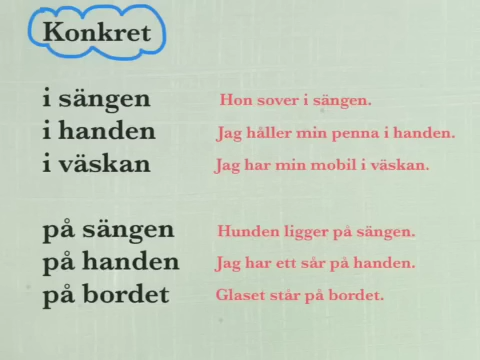 Konkret
i sängen Hon sover i sängen.
i handen Jag håller min penna i handen.
i väskan Jag har min mobil i väskan.
på sängen Hunden ligger på sängen.
på handen Jag har ett sår på handen.
på bordet Glaset står på bordet.